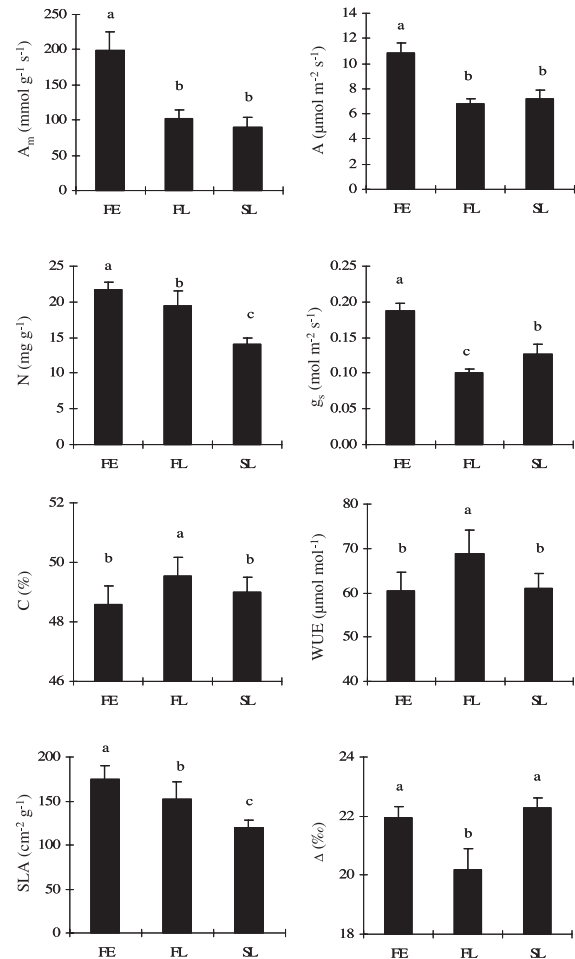 A_m (mmol g⁻¹ s⁻¹)
250
200
150
100
50
0
a
b
b
FE FL SL
A (µmol m⁻² s⁻¹)
14
12
10
8
6
4
2
0
a
b
b
FE FL SL
N (mg g⁻¹)
25
20
15
10
5
0
a
b
c
FE FL SL
g_s (mol m⁻² s⁻¹)
0.25
0.20
0.15
0.10
0.05
0.00
a
c
b
FE FL SL
C (%)
52
50
48
46
b
a
b
FE FL SL
WUE (µmol mol⁻¹)
80
70
60
50
40
b
a
b
FE FL SL
SLA (cm⁻² g⁻¹)
200
150
100
50
0
a
b
c
FE FL SL
Δ (‰)
24
22
20
18
a
b
a
FE FL SL